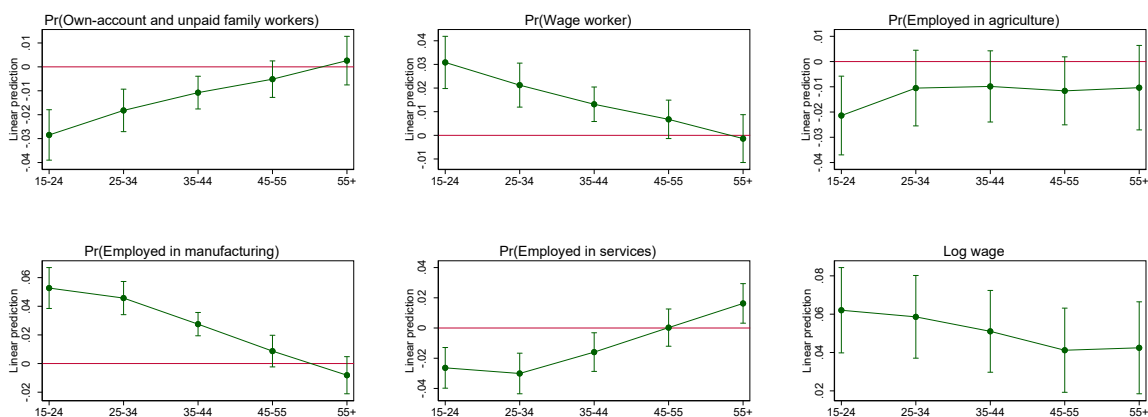 Pr(Own-account and unpaid family workers)
Linear prediction
.01
0
-.01
-.02
-.03
-.04
15-24 25-34 35-44 45-55 55+
Pr(Wage worker)
Linear prediction
.04
.03
.02
.01
0
-.01
15-24 25-34 35-44 45-55 55+
Pr(Employed in agriculture)
Linear prediction
.01
0
-.01
-.02
-.03
-.04
15-24 25-34 35-44 45-55 55+
Pr(Employed in manufacturing)
Linear prediction
.06
.04
.02
0
-.02
15-24 25-34 35-44 45-55 55+
Pr(Employed in services)
Linear prediction
.04
.02
0
-.02
-.04
15-24 25-34 35-44 45-55 55+
Log wage
Linear prediction
.08
.06
.04
.02
15-24 25-34 35-44 45-55 55+